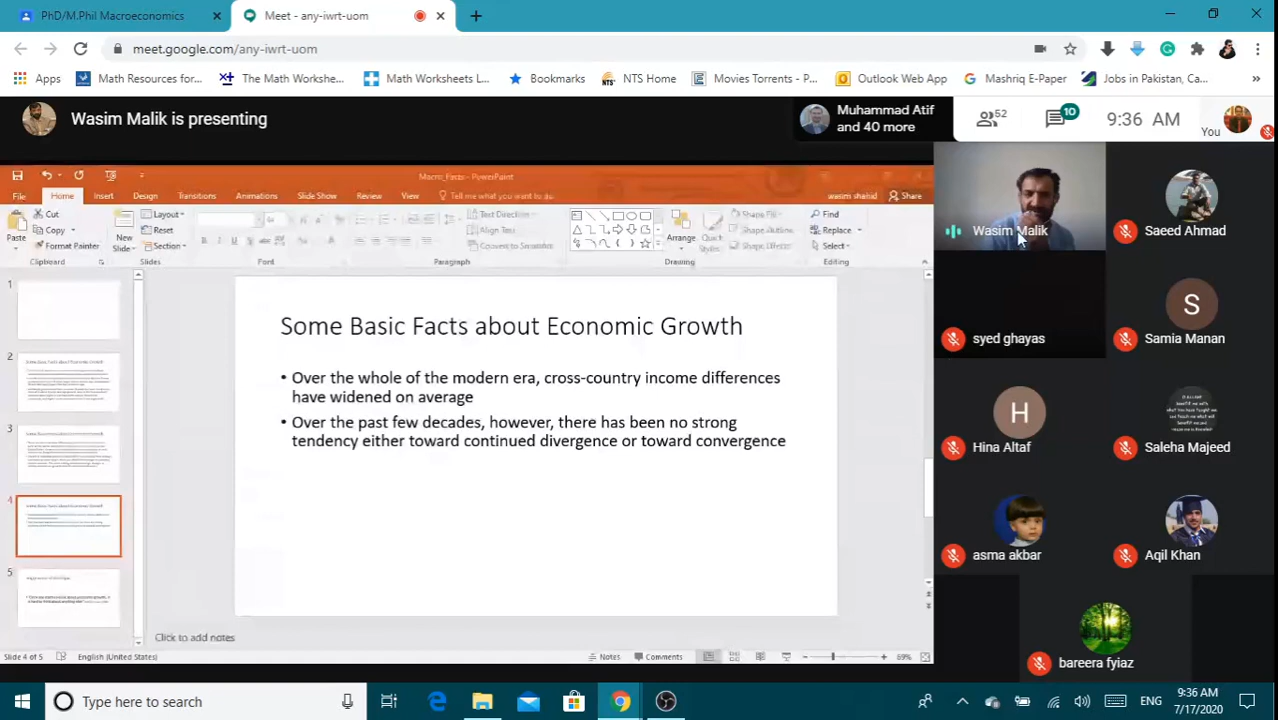 PhD/M.Phil Macroeconomics
Meet - any-iwrt-uom
meet.google.com/any-iwrt-uom
Apps
Math Resources for...
The Math Workshe...
Math Worksheets L...
Bookmarks
NTS Home
Movies Torrents - P...
Outlook Web App
Mashriq E-Paper
Jobs in Pakistan, Ca...
Wasim Malik is presenting
Muhammad Atif
and 40 more
52
10
9:36 AM
You
Macro_Facts - PowerPoint
wasim shahid
Share
File
Home
Insert
Design
Transitions
Animations
Slide Show
Review
View
Tell me what you want to do
Paste
Cut
Copy
Format Painter
Clipboard
New
Slide
Layout
Reset
Section
Slides
Font
Text Direction
Align Text
Convert to SmartArt
Paragraph
Arrange
Quick
Styles
Shape Fill
Shape Outline
Shape Effects
Drawing
Find
Replace
Select
Editing
1
2
3
4
5
Some Basic Facts about Economic Growth
• Over the whole of the modern era, cross-country income differences
have widened on average
• Over the past few decades, however, there has been no strong
tendency either toward continued divergence or toward convergence
Click to add notes
Slide 4 of 5
English (United States)
Notes
Comments
69%
Wasim Malik
Saeed Ahmad
syed ghayas
S
Samia Manan
H
Hina Altaf
Saleha Majeed
asma akbar
Aqil Khan
bareera fyiaz
Type here to search
ENG
9:36 AM
7/17/2020